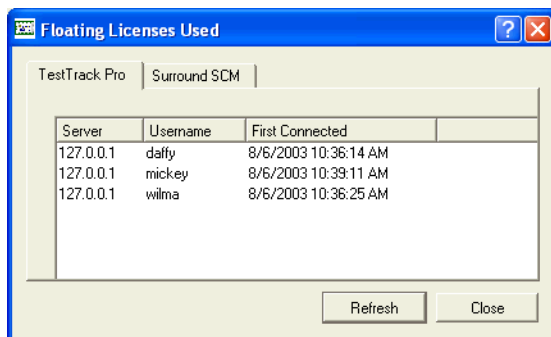 Floating Licenses Used
TestTrack Pro Surround SCM
Server Username First Connected
127.0.0.1 daffy 8/6/2003 10:36:14 AM
127.0.0.1 mickey 8/6/2003 10:39:11 AM
127.0.0.1 wilma 8/6/2003 10:36:25 AM
Refresh Close